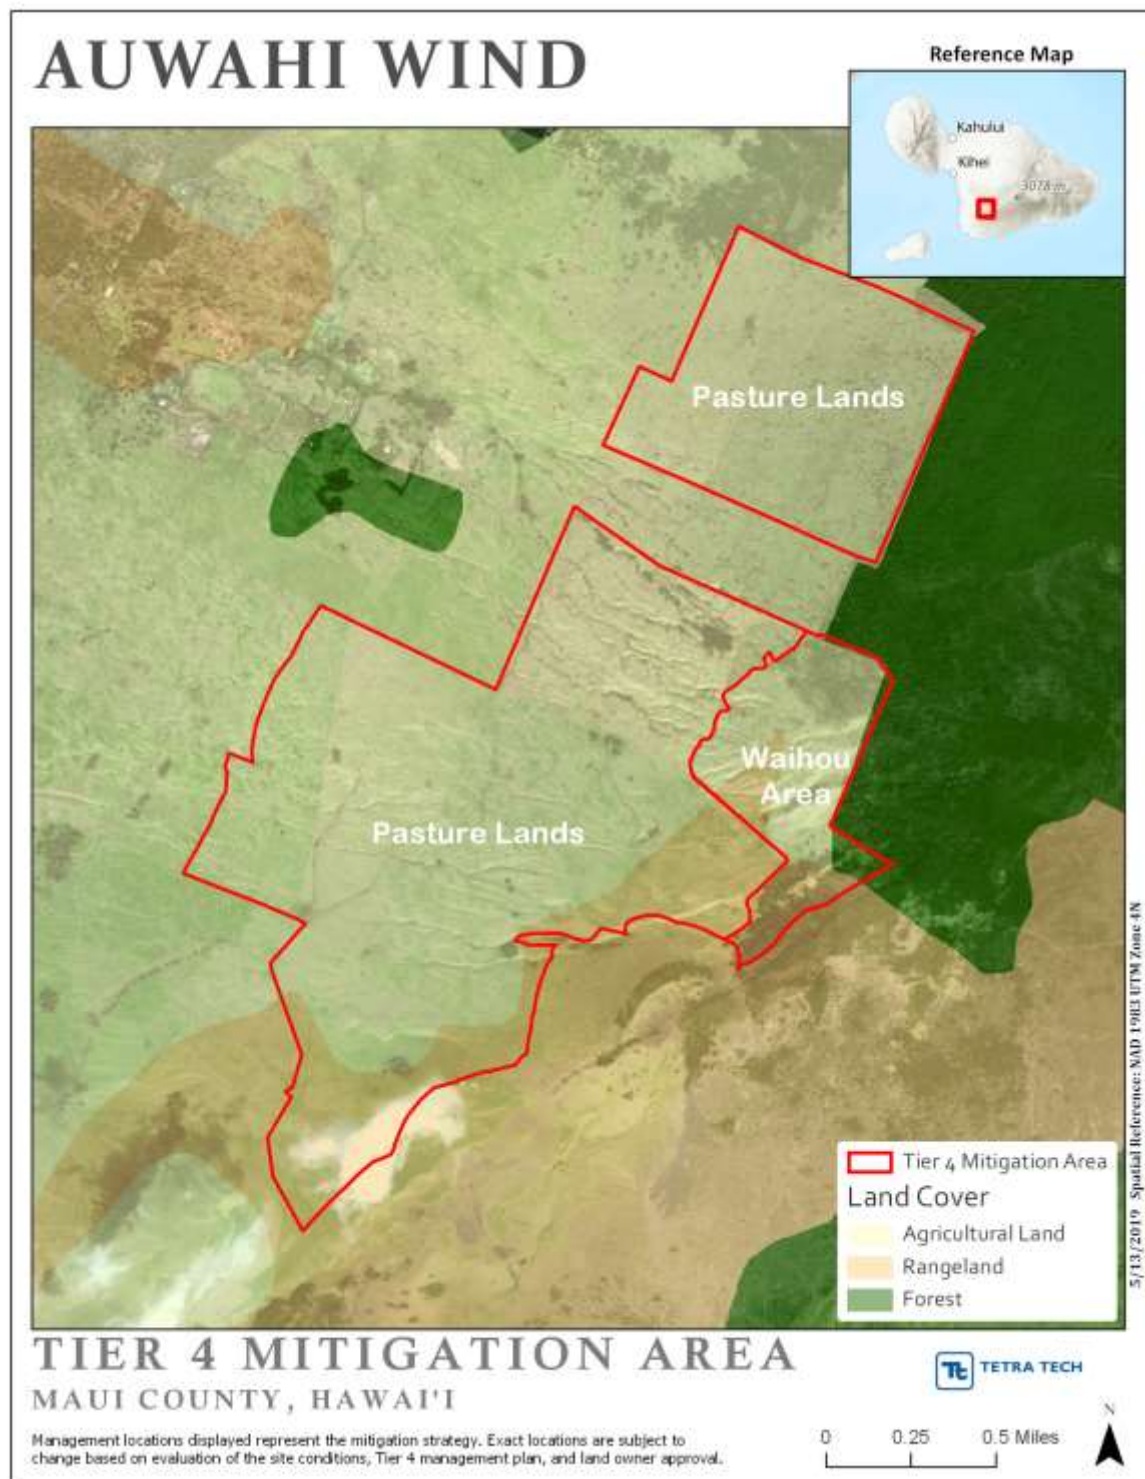 AUWAHI WIND
Reference Map
Kahului
Kihei
3078 m
Pasture Lands
Waihou
Area
Pasture Lands
Tier 4 Mitigation Area
Land Cover
Agricultural Land
Rangeland
Forest
5/13/2019 Spatial Reference: NAD 1983 UTM Zone 4N
TIER 4 MITIGATION AREA
MAUI COUNTY, HAWAI'I
Tt TETRA TECH
Management locations displayed represent the mitigation strategy. Exact locations are subject to
change based on evaluation of the site conditions, Tier 4 management plan, and land owner approval.
0 0.25 0.5 Miles
N